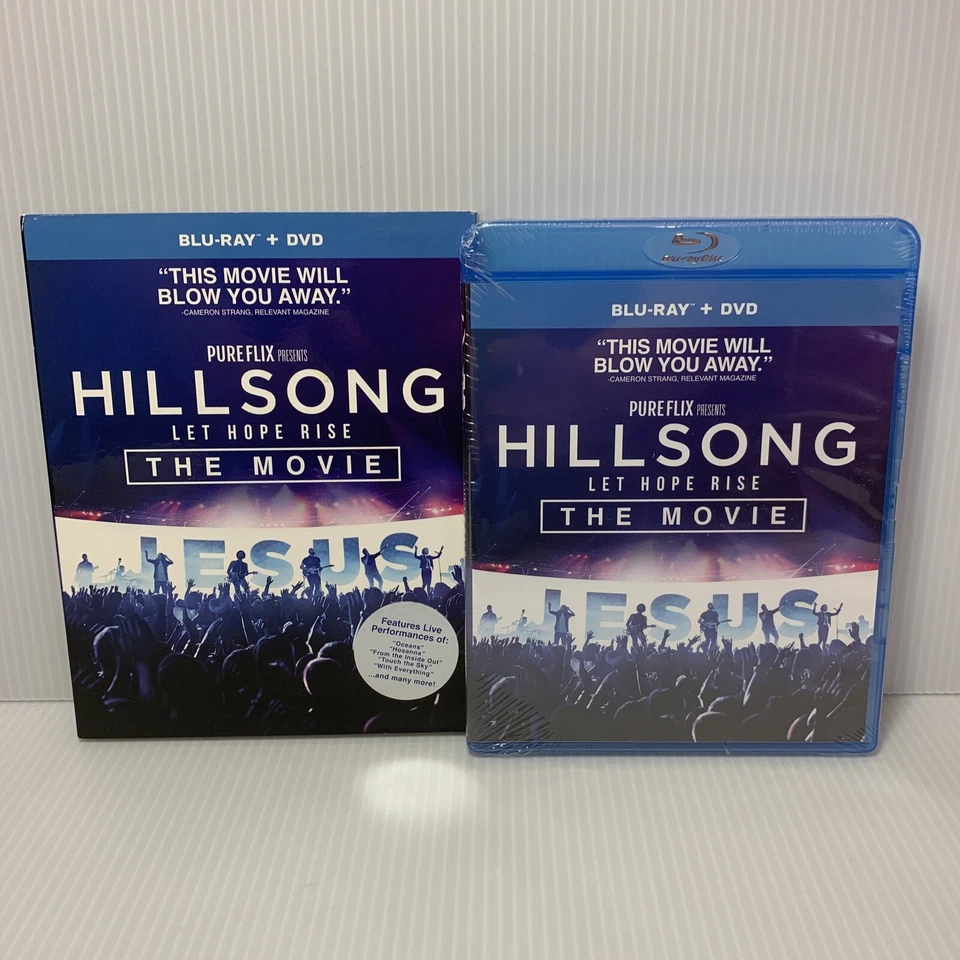 BLU-RAY™ + DVD
“THIS MOVIE WILL
BLOW YOU AWAY.”
-CAMERON STRANG, RELEVANT MAGAZINE
PUREFLIX PRESENTS
HILLSONG
LET HOPE RISE
THE MOVIE
JESUS
Features Live
Performances of:
"Oceans"
"Hosanna"
"From the Inside Out"
"Touch the Sky"
"With Everything"
...and many more!
Blu-ray Disc
BLU-RAY™ + DVD
“THIS MOVIE WILL
BLOW YOU AWAY.”
-CAMERON STRANG, RELEVANT MAGAZINE
PUREFLIX PRESENTS
HILLSONG
LET HOPE RISE
THE MOVIE
JESUS